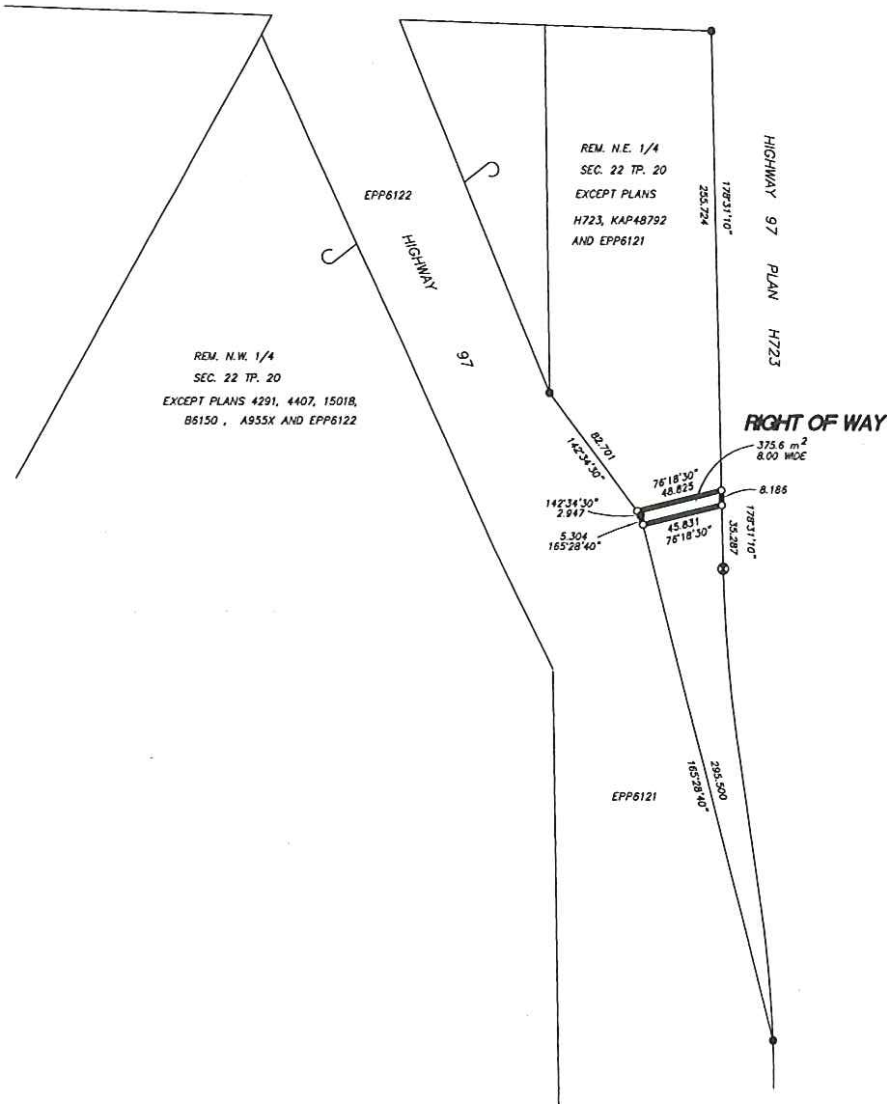 REM. N.E. 1/4
SEC. 22 TP. 20
EXCEPT PLANS
H723, KAP48792
AND EPP6121
HIGHWAY 97 PLAN H723
178°31'10"
255.724
EPP6122
HIGHWAY 97
REM. N.W. 1/4
SEC. 22 TP. 20
EXCEPT PLANS 4291, 4407, 15018,
B6150 , A955X AND EPP6122
82.701
142°34'30"
RIGHT OF WAY
375.6 m²
8.00 WIDE
76°18'30"
48.825
8.186
142°34'30"
2.947
5.304
165°28'40"
45.831
76°18'30"
178°31'10"
35.287
295.500
165°28'40"
EPP6121